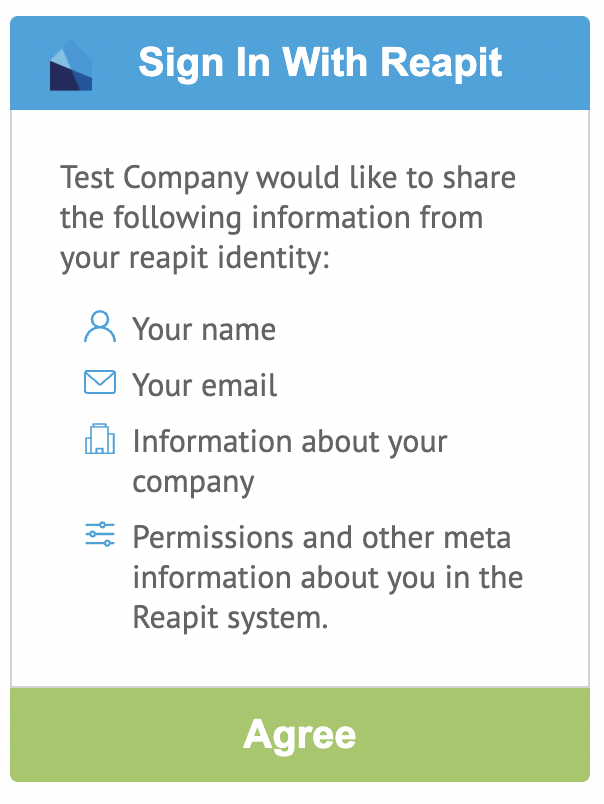 Sign In With Reapit
Test Company would like to share
the following information from
your reapit identity:
Your name
Your email
Information about your
company
Permissions and other meta
information about you in the
Reapit system.
Agree